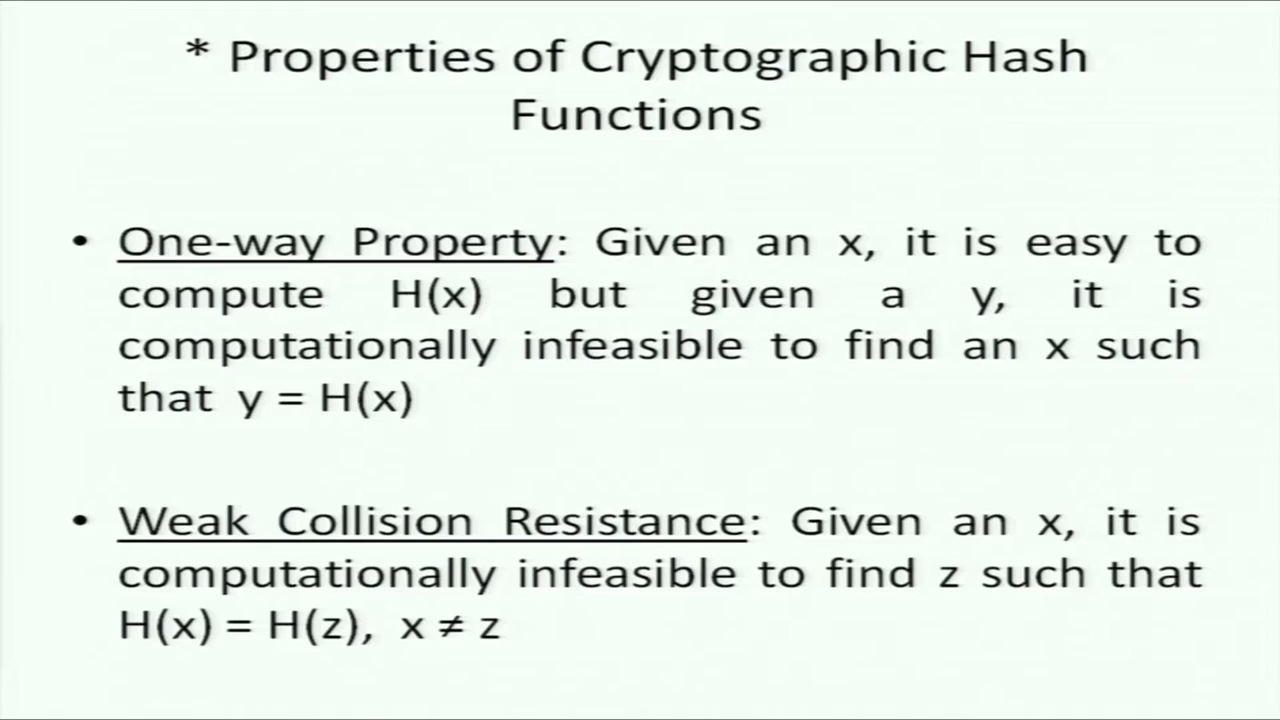 * Properties of Cryptographic Hash
Functions
• One-way Property: Given an x, it is easy to
compute H(x) but given a y, it is
computationally infeasible to find an x such
that y = H(x)
• Weak Collision Resistance: Given an x, it is
computationally infeasible to find z such that
H(x) = H(z), x ≠ z